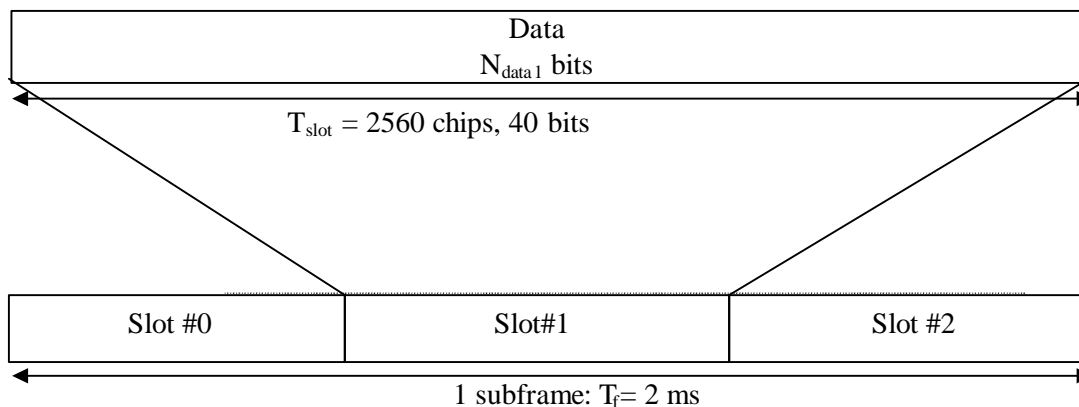 Data
N_data1 bits
T_slot = 2560 chips, 40 bits
Slot #0 Slot#1 Slot #2
1 subframe: T_f= 2 ms